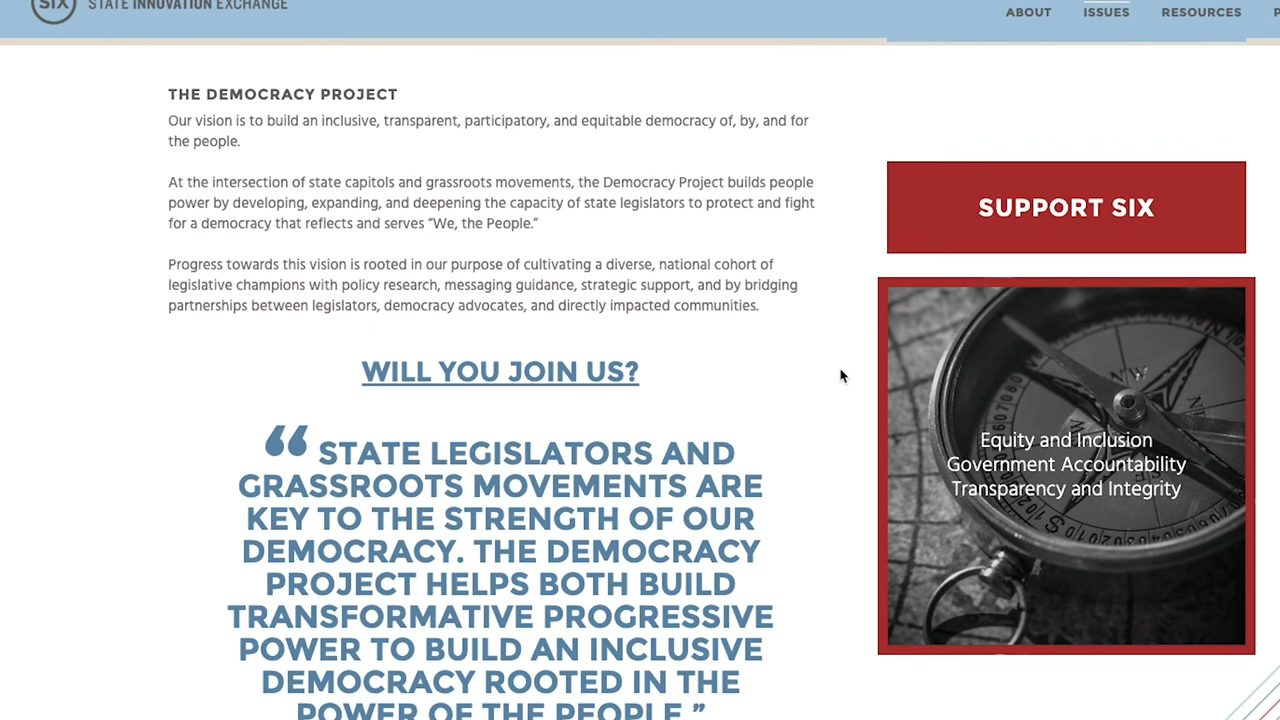 SIX
STATE INNOVATION EXCHANGE
ABOUT
ISSUES
RESOURCES
THE DEMOCRACY PROJECT
Our vision is to build an inclusive, transparent, participatory, and equitable democracy of, by, and for
the people.
At the intersection of state capitols and grassroots movements, the Democracy Project builds people
power by developing, expanding, and deepening the capacity of state legislators to protect and fight
for a democracy that reflects and serves “We, the People.”
Progress towards this vision is rooted in our purpose of cultivating a diverse, national cohort of
legislative champions with policy research, messaging guidance, strategic support, and by bridging
partnerships between legislators, democracy advocates, and directly impacted communities.
WILL YOU JOIN US?
“ STATE LEGISLATORS AND
GRASSROOTS MOVEMENTS ARE
KEY TO THE STRENGTH OF OUR
DEMOCRACY. THE DEMOCRACY
PROJECT HELPS BOTH BUILD
TRANSFORMATIVE PROGRESSIVE
POWER TO BUILD AN INCLUSIVE
DEMOCRACY ROOTED IN THE
POWER OF THE PEOPLE.”
SUPPORT SIX
Equity and Inclusion
Government Accountability
Transparency and Integrity